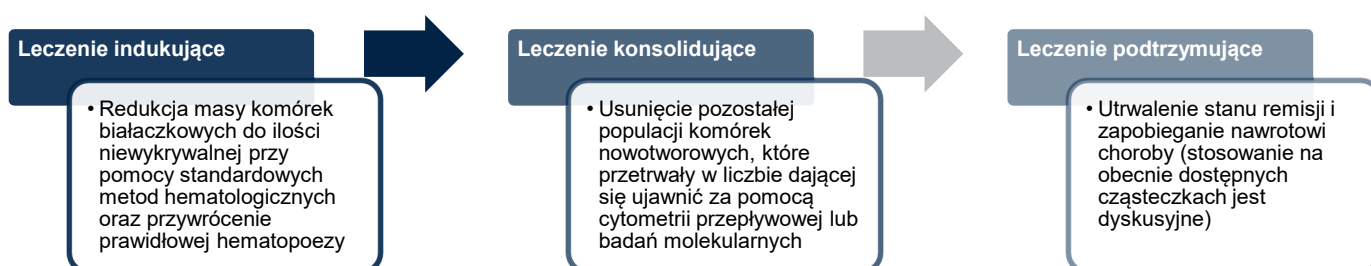 Leczenie indukujące
• Redukcja masy komórek
białaczkowych do ilości
niewykrywalnej przy
pomocy standardowych
metod hematologicznych
oraz przywrócenie
prawidłowej hematopoezy
Leczenie konsolidujące
• Usunięcie pozostałej
populacji komórek
nowotworowych, które
przetrwały w liczbie dającej
się ujawnić za pomocą
cytometrii przepływowej lub
badań molekularnych
Leczenie podtrzymujące
• Utrwalenie stanu remisji i
zapobieganie nawrotowi
choroby (stosowanie na
obecnie dostępnych
cząsteczkach jest
dyskusyjne)